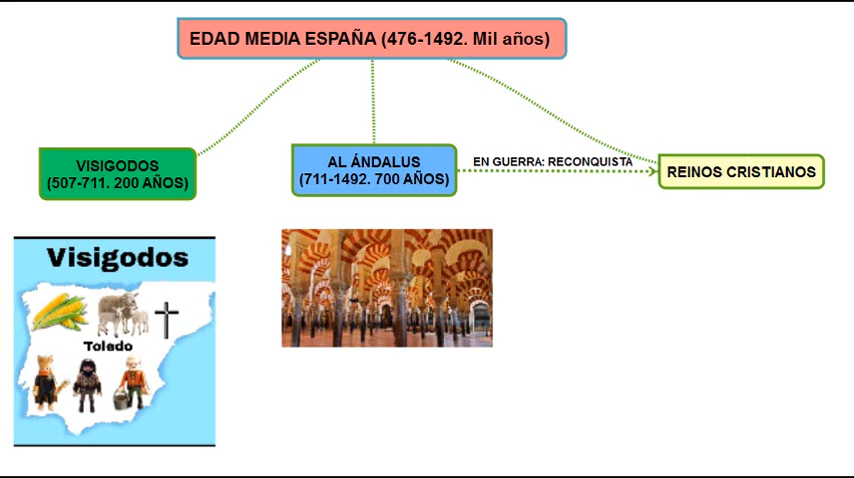 EDAD MEDIA ESPAÑA (476-1492. Mil años)
VISIGODOS
(507-711. 200 AÑOS)
AL ÁNDALUS
(711-1492. 700 AÑOS)
EN GUERRA: RECONQUISTA
REINOS CRISTIANOS
Visigodos
Toledo